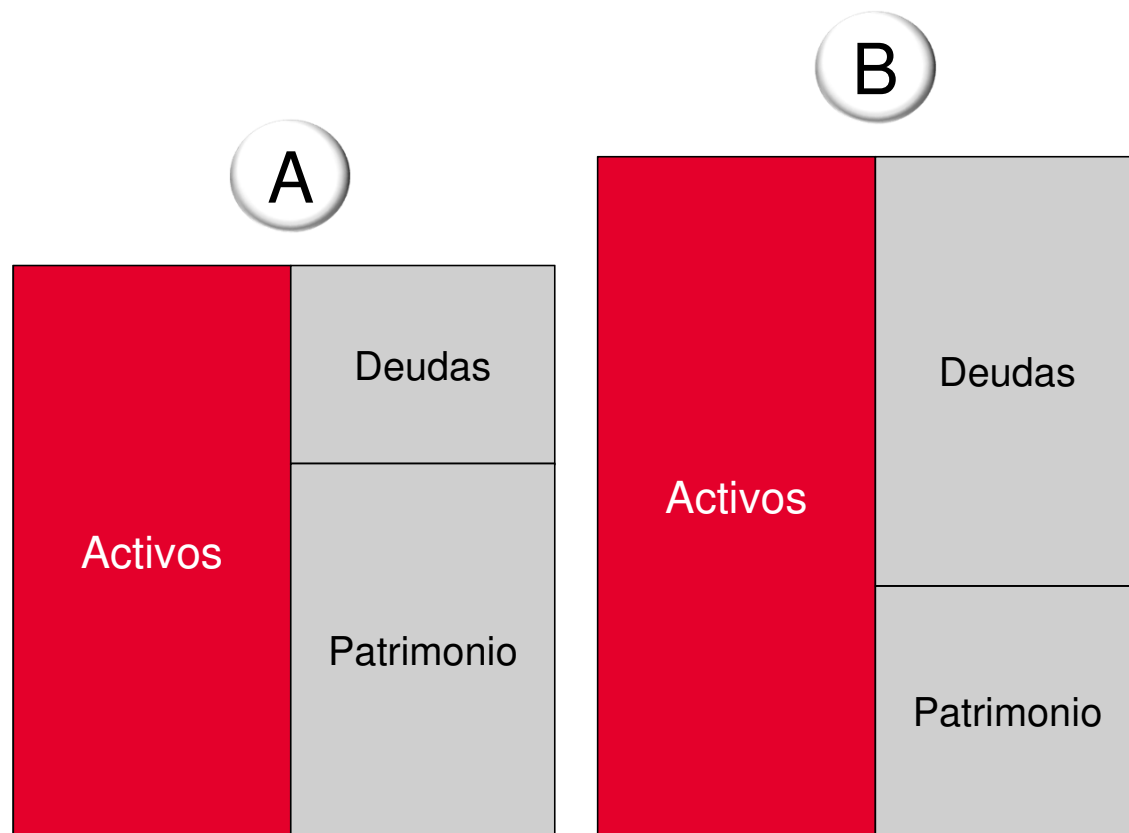 A
Activos
Deudas
Patrimonio
B
Activos
Deudas
Patrimonio